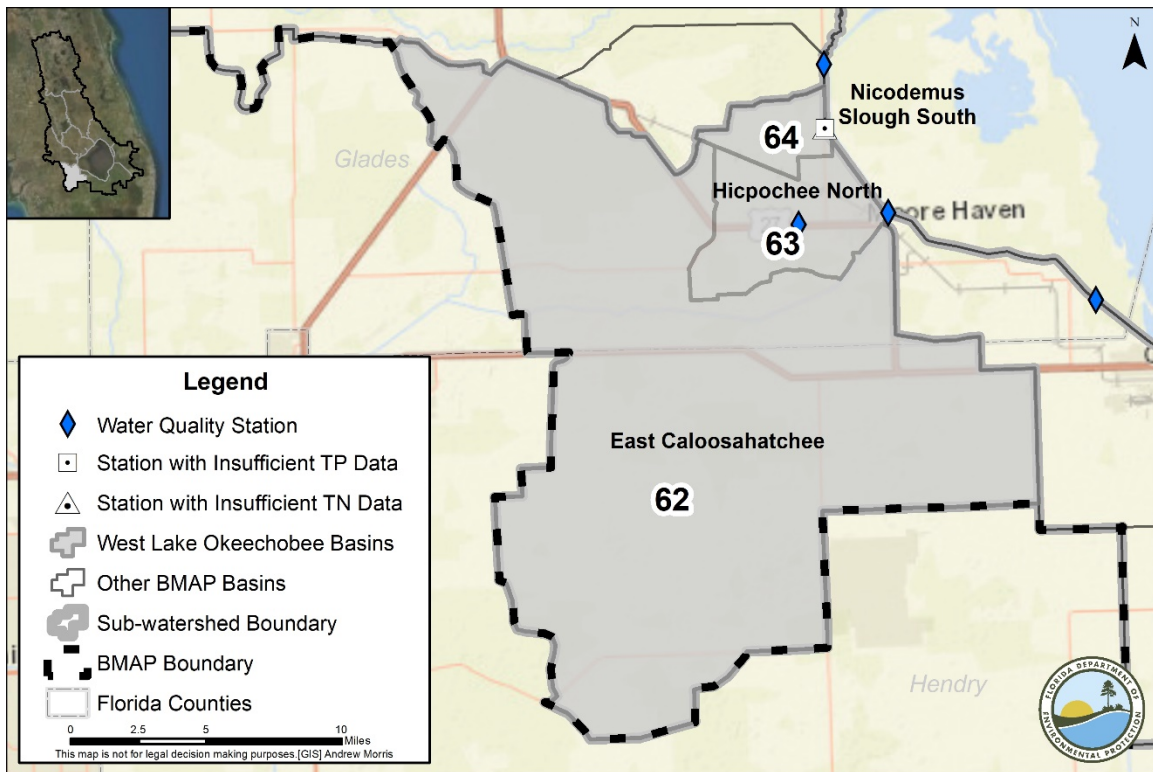 N
Nicodemus
Slough South
64
Glades
Hicpochee North
Moore Haven
27
63
East Caloosahatchee
62
Hendry
Legend
Water Quality Station
Station with Insufficient TP Data
Station with Insufficient TN Data
West Lake Okeechobee Basins
Other BMAP Basins
Sub-watershed Boundary
BMAP Boundary
Florida Counties
0 2.5 5 10
Miles
This map is not for legal decision making purposes.[GIS] Andrew Morris
FLORIDA DEPARTMENT OF
ENVIRONMENTAL PROTECTION